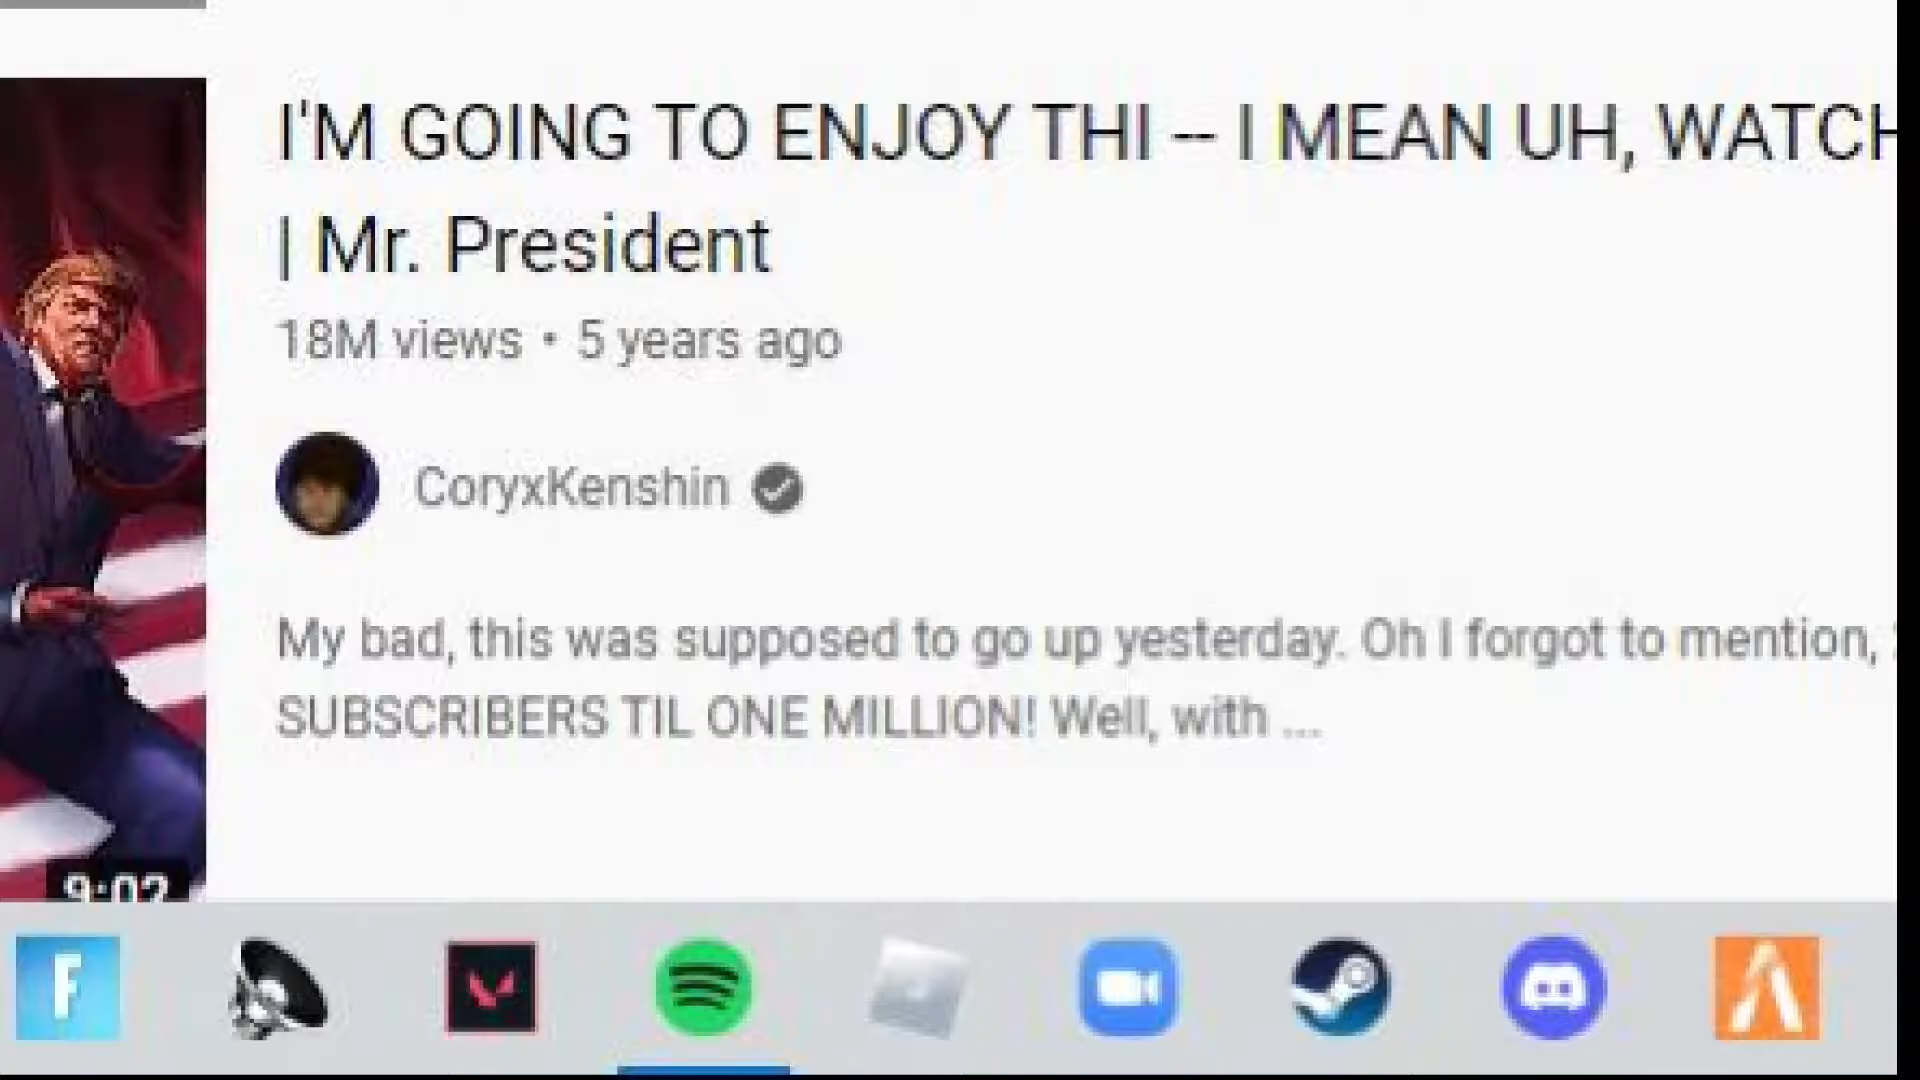 I'M GOING TO ENJOY THI -- I MEAN UH, WATCH
| Mr. President
18M views • 5 years ago
CoryxKenshin
My bad, this was supposed to go up yesterday. Oh I forgot to mention,
SUBSCRIBERS TIL ONE MILLION! Well, with ...
9:02
F